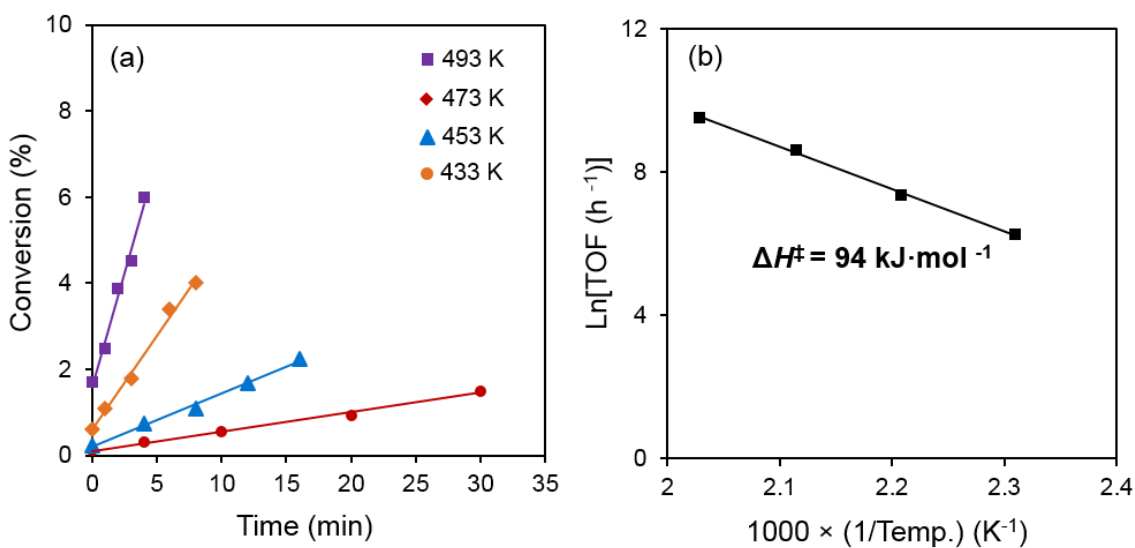 (a)
10
8
6
4
2
0
0 5 10 15 20 25 30 35
Conversion (%)
Time (min)
493 K
473 K
453 K
433 K
(b)
12
8
4
0
2 2.1 2.2 2.3 2.4
Ln[TOF (h ⁻¹)]
ΔH‡ = 94 kJ·mol ⁻¹
1000 × (1/Temp.) (K⁻¹)